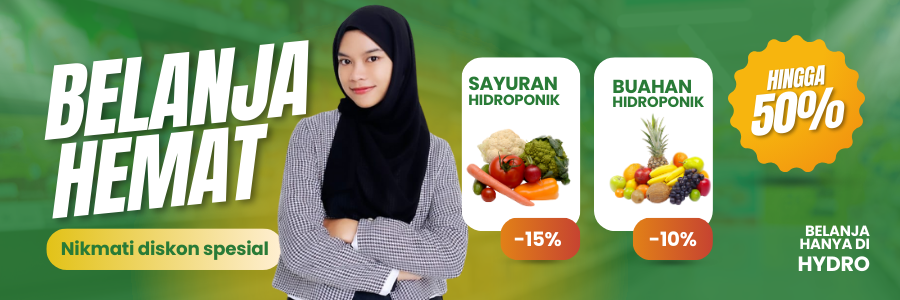 BELANJA
HEMAT
Nikmati diskon spesial
SAYURAN
HIDROPONIK
-15%
BUAHAN
HIDROPONIK
-10%
HINGGA
50%
BELANJA
HANYA DI
HYDRO